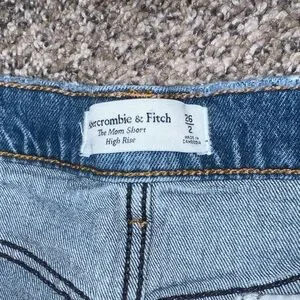 Abercrombie & Fitch
The Mom Short
High Rise
26
2
MADE IN
CAMBODIA